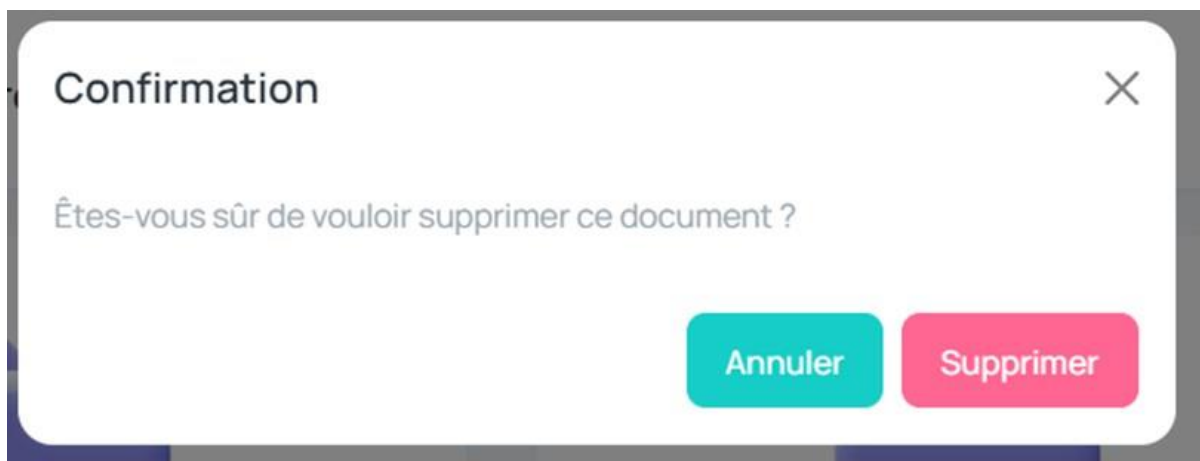 Confirmation
Êtes-vous sûr de vouloir supprimer ce document ?
Annuler
Supprimer